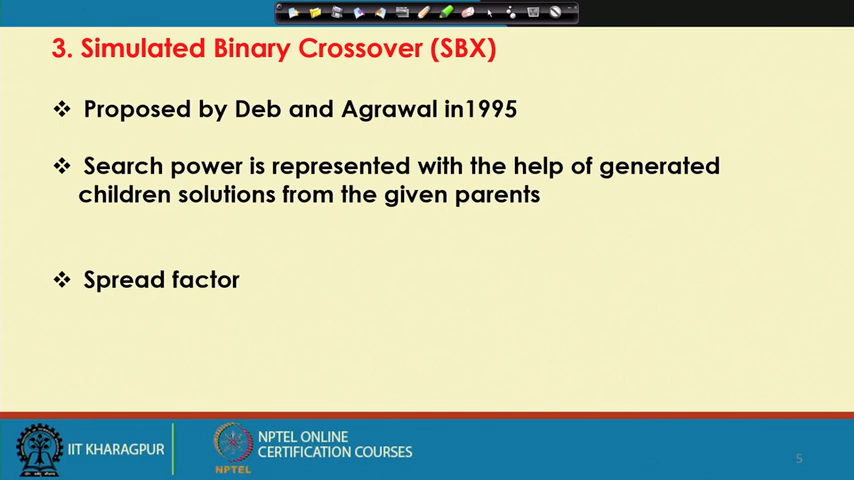 3. Simulated Binary Crossover (SBX)
❖ Proposed by Deb and Agrawal in1995
❖ Search power is represented with the help of generated
children solutions from the given parents
❖ Spread factor
IIT KHARAGPUR
NPTEL
NPTEL ONLINE
CERTIFICATION COURSES
5